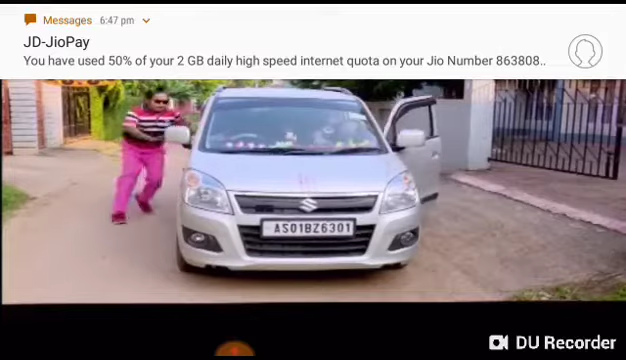 Messages 6:47 pm
JD-JioPay
You have used 50% of your 2 GB daily high speed internet quota on your Jio Number 863808..
AS01BZ6301
DU Recorder